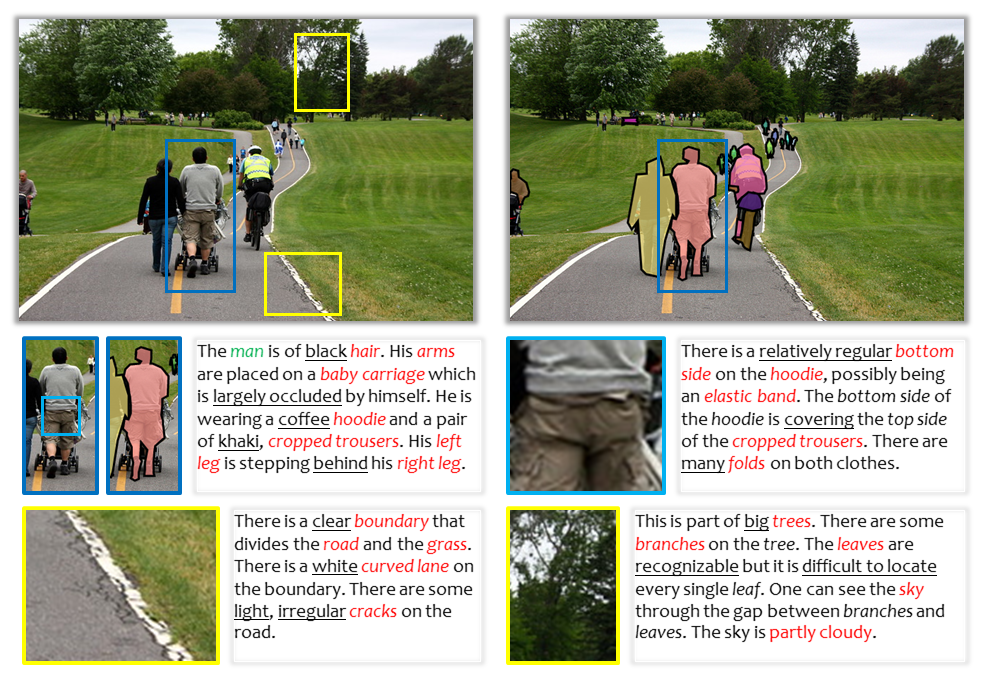 The man is of black hair. His arms
are placed on a baby carriage which
is largely occluded by himself. He is
wearing a coffee hoodie and a pair
of khaki, cropped trousers. His left
leg is stepping behind his right leg.
There is a relatively regular bottom
side on the hoodie, possibly being
an elastic band. The bottom side of
the hoodie is covering the top side
of the cropped trousers. There are
many folds on both clothes.
There is a clear boundary that
divides the road and the grass.
There is a white curved lane on
the boundary. There are some
light, irregular cracks on the
road.
This is part of big trees. There are some
branches on the tree. The leaves are
recognizable but it is difficult to locate
every single leaf. One can see the sky
through the gap between branches and
leaves. The sky is partly cloudy.